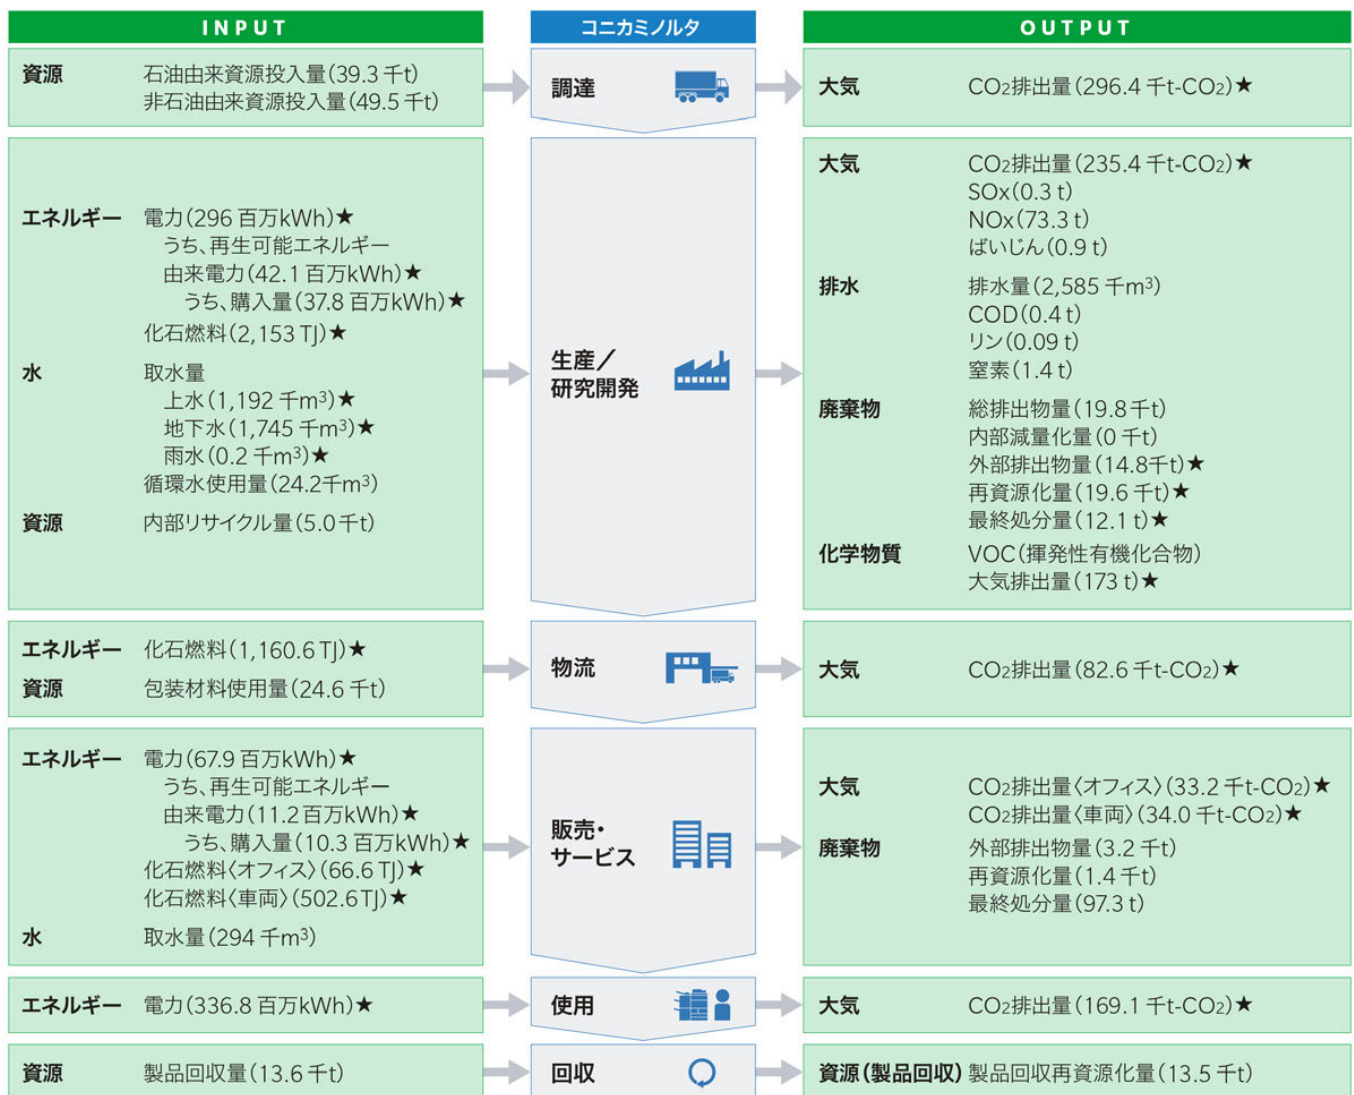 INPUT
コニカミノルタ
OUTPUT
資源 石油由来資源投入量(39.3 千t)
非石油由来資源投入量(49.5 千t)
調達
大気 CO2排出量(296.4 千t-CO2)★
エネルギー 電力(296 百万kWh)★
うち、再生可能エネルギー
由来電力(42.1 百万kWh)★
うち、購入量(37.8 百万kWh)★
化石燃料(2,153 TJ)★
水 取水量
上水(1,192 千m³)★
地下水(1,745 千m³)★
雨水(0.2 千m³)★
循環水使用量(24.2千m³)
資源 内部リサイクル量(5.0千t)
生産/
研究開発
大気 CO2排出量(235.4 千t-CO2)★
SOx(0.3 t)
NOx(73.3 t)
ばいじん(0.9 t)
排水 排水量(2,585 千m³)
COD(0.4 t)
リン(0.09 t)
窒素(1.4 t)
廃棄物 総排出物量(19.8千t)
内部減量化量(0 千t)
外部排出物量(14.8千t)★
再資源化量(19.6 千t)★
最終処分量(12.1 t)★
化学物質 VOC(揮発性有機化合物)
大気排出量(173 t)★
エネルギー 化石燃料(1,160.6 TJ)★
資源 包装材料使用量(24.6 千t)
物流
大気 CO2排出量(82.6 千t-CO2)★
エネルギー 電力(67.9 百万kWh)★
うち、再生可能エネルギー
由来電力(11.2百万kWh)★
うち、購入量(10.3 百万kWh)★
化石燃料〈オフィス〉(66.6 TJ)★
化石燃料〈車両〉(502.6TJ)★
水 取水量(294 千m³)
販売・
サービス
大気 CO2排出量〈オフィス〉(33.2 千t-CO2)★
CO2排出量〈車両〉(34.0 千t-CO2)★
廃棄物 外部排出物量(3.2 千t)
再資源化量(1.4 千t)
最終処分量(97.3 t)
エネルギー 電力(336.8 百万kWh)★
使用
大気 CO2排出量(169.1 千t-CO2)★
資源 製品回収量(13.6 千t)
回収
資源(製品回収) 製品回収再資源化量(13.5 千t)